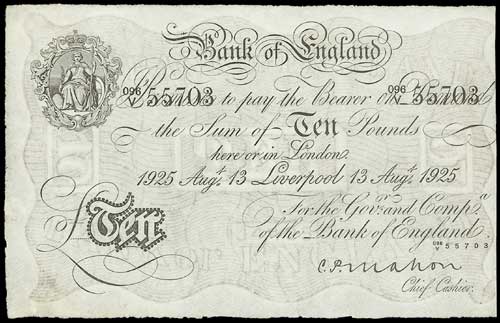 Bank of England
096/V 55703 Promise to pay the Bearer on Demand 096/V 55703
the Sum of Ten Pounds
here or in London.
1925 Augt. 13 Liverpool 13 Augt. 1925
For the Govr. and Compa.
of the Bank of England.
096/V 55703
£Ten
C. P. Mahon
Chief Cashier.